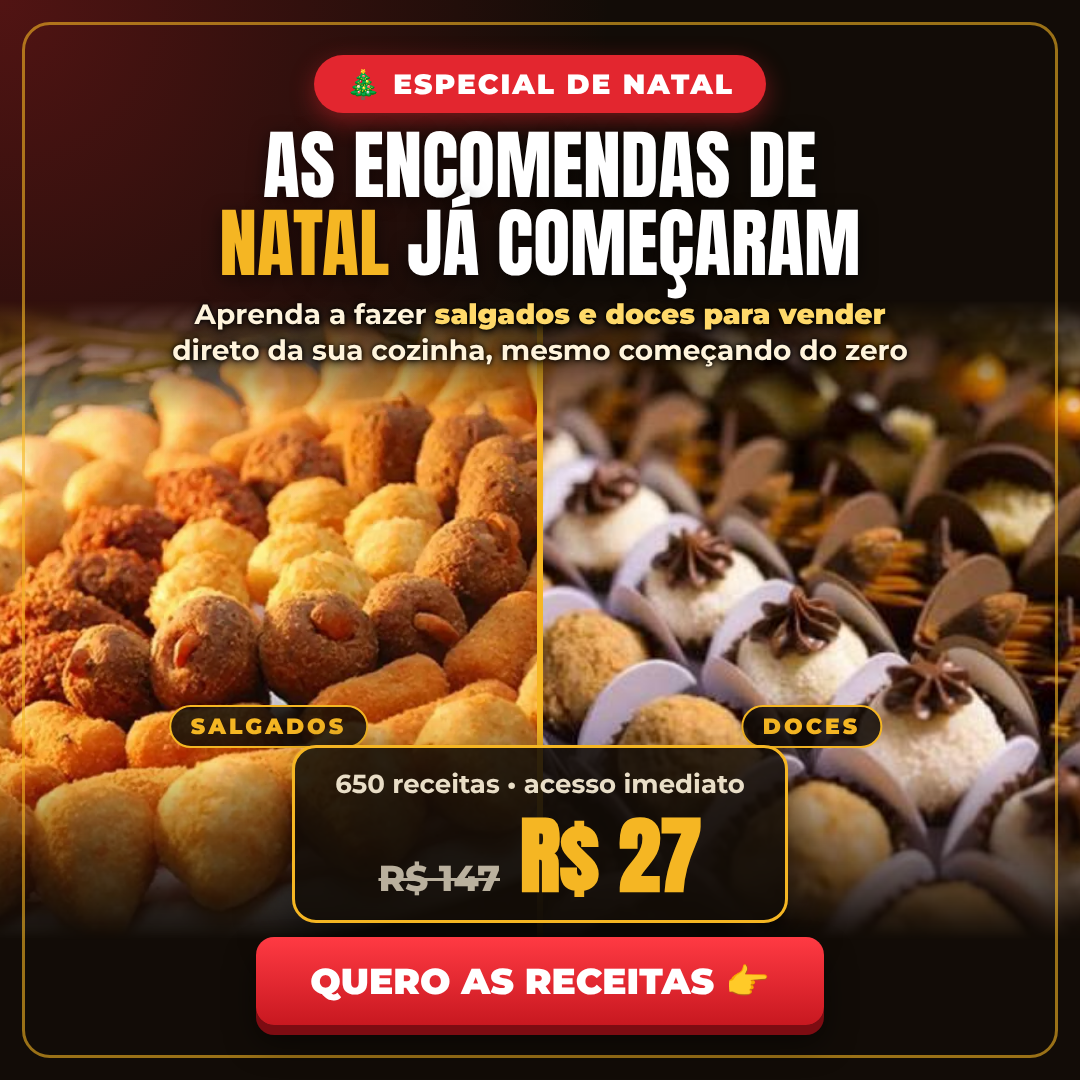 🎄 ESPECIAL DE NATAL
AS ENCOMENDAS DE
NATAL JÁ COMEÇARAM
Aprenda a fazer salgados e doces para vender
direto da sua cozinha, mesmo começando do zero
SALGADOS
DOCES
650 receitas • acesso imediato
R$ 147 R$ 27
QUERO AS RECEITAS 👉